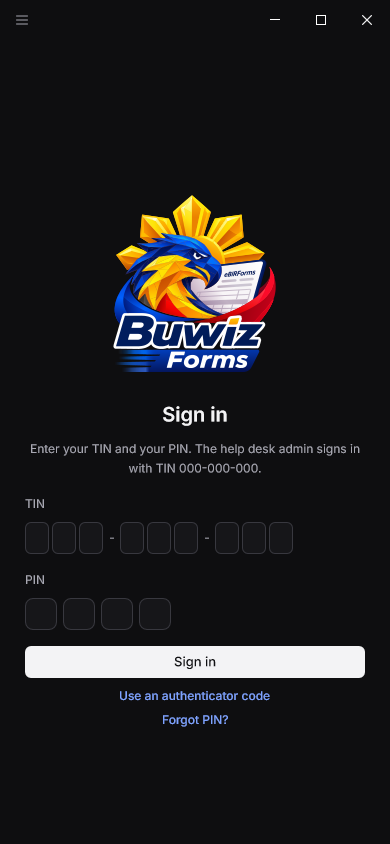 eBIRForms
Buwiz
Forms
Sign in
Enter your TIN and your PIN. The help desk admin signs in
with TIN 000-000-000.
TIN
- -
PIN
Sign in
Use an authenticator code
Forgot PIN?